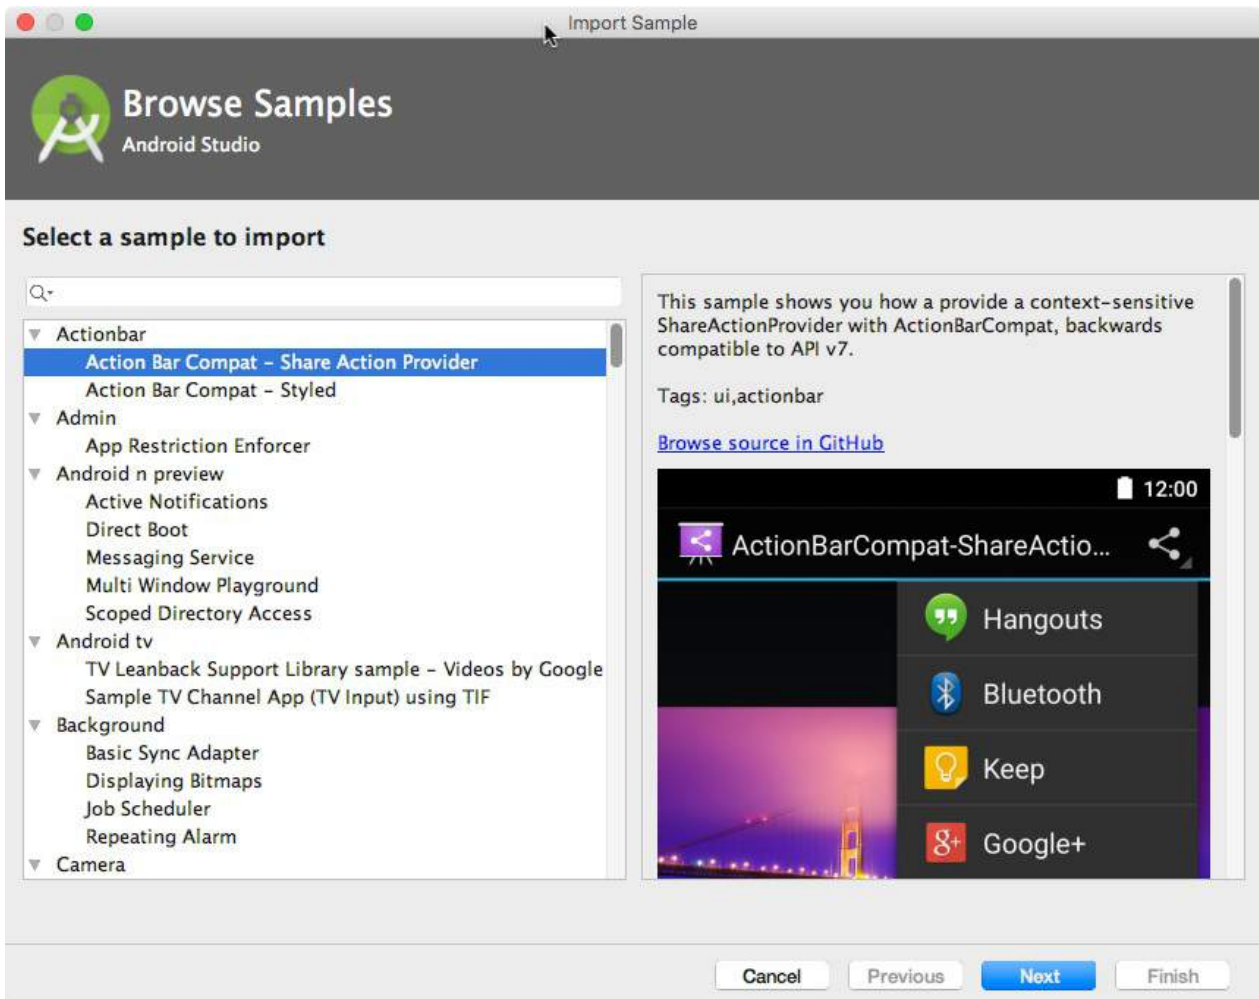 Import Sample
Browse Samples
Android Studio
Select a sample to import
Actionbar
Action Bar Compat – Share Action Provider
Action Bar Compat – Styled
Admin
App Restriction Enforcer
Android n preview
Active Notifications
Direct Boot
Messaging Service
Multi Window Playground
Scoped Directory Access
Android tv
TV Leanback Support Library sample – Videos by Google
Sample TV Channel App (TV Input) using TIF
Background
Basic Sync Adapter
Displaying Bitmaps
Job Scheduler
Repeating Alarm
Camera
This sample shows you how a provide a context-sensitive
ShareActionProvider with ActionBarCompat, backwards
compatible to API v7.
Tags: ui,actionbar
Browse source in GitHub
12:00
ActionBarCompat-ShareActio...
Hangouts
Bluetooth
Keep
8+ Google+
Cancel Previous Next Finish